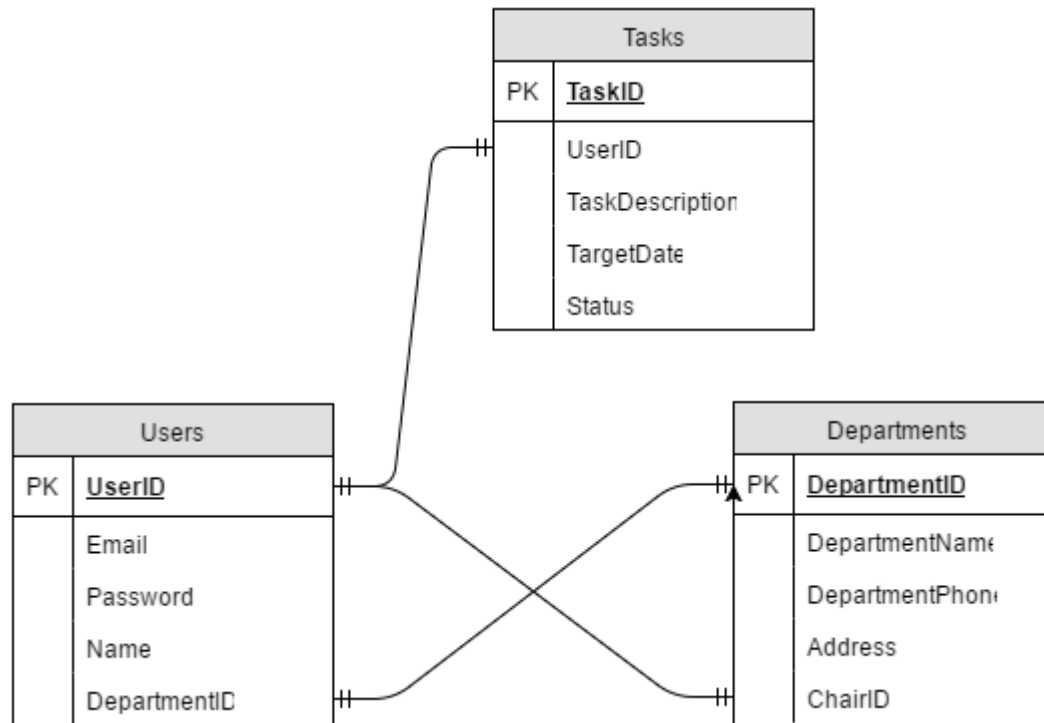 Tasks
PK TaskID
UserID
TaskDescription
TargetDate
Status
Users
PK UserID
Email
Password
Name
DepartmentID
Departments
PK DepartmentID
DepartmentName
DepartmentPhone
Address
ChairID